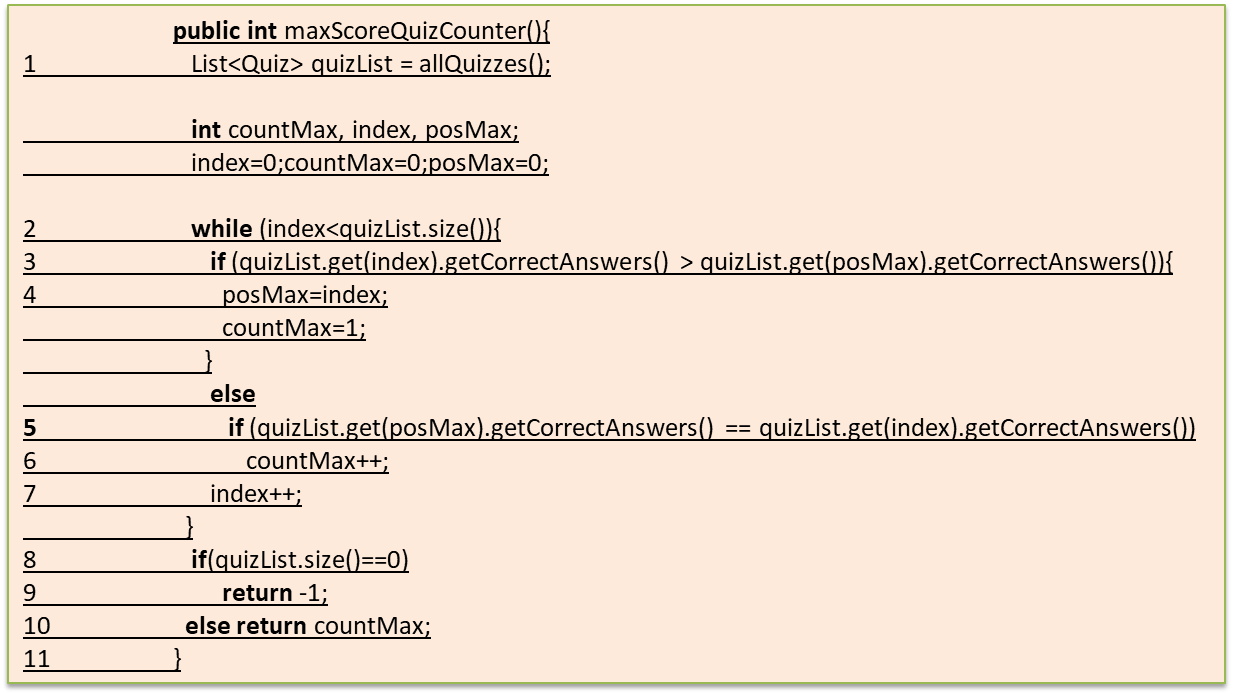 public int maxScoreQuizCounter(){
1 List<Quiz> quizList = allQuizzes();
int countMax, index, posMax;
index=0;countMax=0;posMax=0;
2 while (index<quizList.size()){
3 if (quizList.get(index).getCorrectAnswers() > quizList.get(posMax).getCorrectAnswers()){
4 posMax=index;
countMax=1;
}
else
5 if (quizList.get(posMax).getCorrectAnswers() == quizList.get(index).getCorrectAnswers())
6 countMax++;
7 index++;
}
8 if(quizList.size()==0)
9 return -1;
10 else return countMax;
11 }